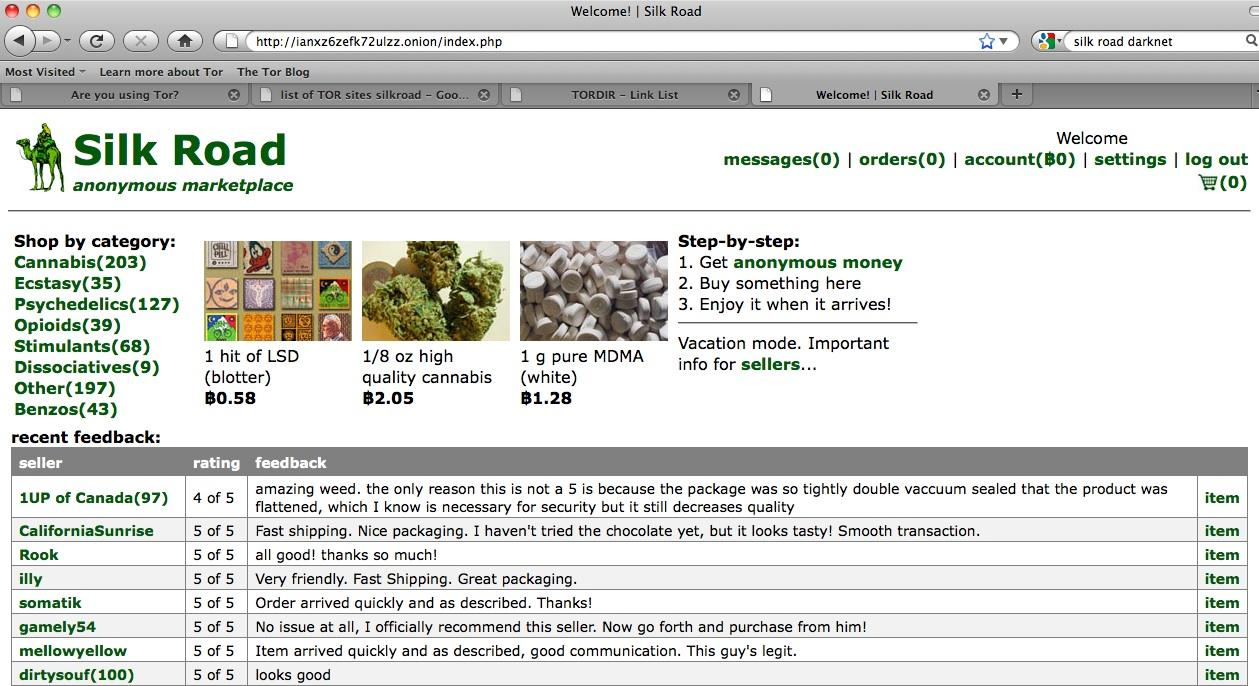 Welcome! | Silk Road
http://ianxz6zefk72ulzz.onion/index.php
silk road darknet
Most Visited Learn more about Tor The Tor Blog
Are you using Tor?
list of TOR sites silkroad - Goo...
TORDIR - Link List
Welcome! | Silk Road
Silk Road
anonymous marketplace
Welcome
messages(0) | orders(0) | account(฿0) | settings | log out
(0)
Shop by category:
Cannabis(203)
Ecstasy(35)
Psychedelics(127)
Opioids(39)
Stimulants(68)
Dissociatives(9)
Other(197)
Benzos(43)
CHILL
PILL
1 hit of LSD
(blotter)
฿0.58
1/8 oz high
quality cannabis
฿2.05
1 g pure MDMA
(white)
฿1.28
Step-by-step:
1. Get anonymous money
2. Buy something here
3. Enjoy it when it arrives!
Vacation mode. Important
info for sellers...
recent feedback:
seller rating feedback
1UP of Canada(97) 4 of 5 amazing weed. the only reason this is not a 5 is because the package was so tightly double vaccuum sealed that the product was
flattened, which I know is necessary for security but it still decreases quality item
CaliforniaSunrise 5 of 5 Fast shipping. Nice packaging. I haven't tried the chocolate yet, but it looks tasty! Smooth transaction. item
Rook 5 of 5 all good! thanks so much! item
illy 5 of 5 Very friendly. Fast Shipping. Great packaging. item
somatik 5 of 5 Order arrived quickly and as described. Thanks! item
gamely54 5 of 5 No issue at all, I officially recommend this seller. Now go forth and purchase from him! item
mellowyellow 5 of 5 Item arrived quickly and as described, good communication. This guy's legit. item
dirtysouf(100) 5 of 5 looks good item